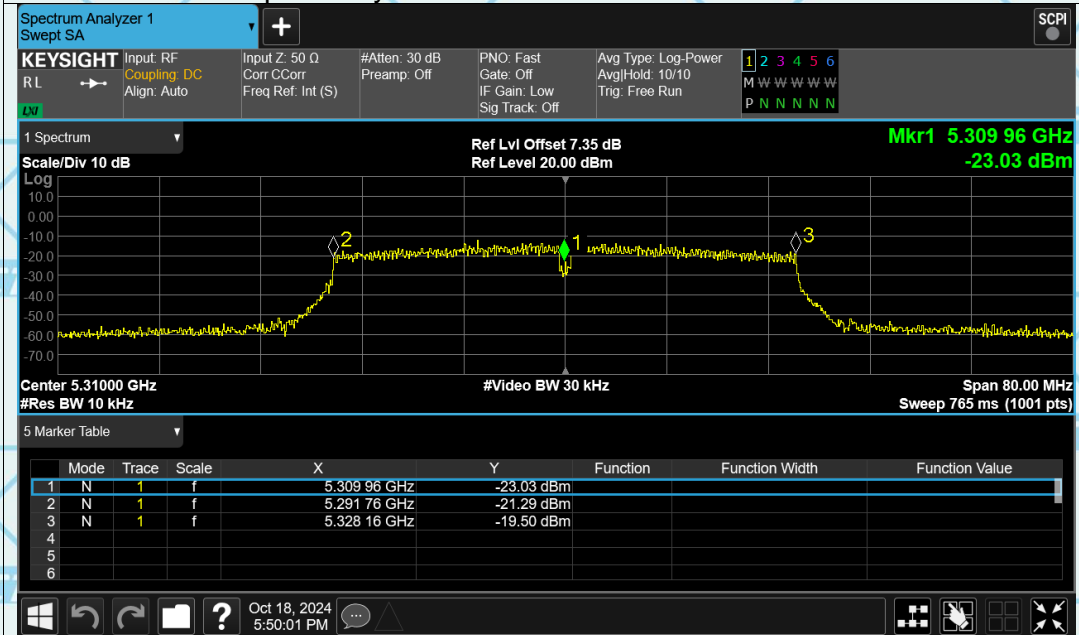 Spectrum Analyzer 1
Swept SA
+
SCPI
KEYSIGHT Input: RF Input Z: 50 Ω #Atten: 30 dB PNO: Fast Avg Type: Log-Power 1 2 3 4 5 6
RL Coupling: DC Corr CCorr Preamp: Off Gate: Off Avg|Hold: 10/10 M W W W W W
Align: Auto Freq Ref: Int (S) IF Gain: Low Trig: Free Run
LXI Sig Track: Off P N N N N N
1 Spectrum
Ref Lvl Offset 7.35 dB Mkr1 5.309 96 GHz
Scale/Div 10 dB Ref Level 20.00 dBm -23.03 dBm
Log
10.0
0.00
-10.0
-20.0
-30.0
-40.0
-50.0
-60.0
-70.0
2 1 3
Center 5.31000 GHz #Video BW 30 kHz Span 80.00 MHz
#Res BW 10 kHz Sweep 765 ms (1001 pts)
5 Marker Table
Mode Trace Scale X Y Function Function Width Function Value
1 N 1 f 5.309 96 GHz -23.03 dBm
2 N 1 f 5.291 76 GHz -21.29 dBm
3 N 1 f 5.328 16 GHz -19.50 dBm
4
5
6
? Oct 18, 2024
5:50:01 PM